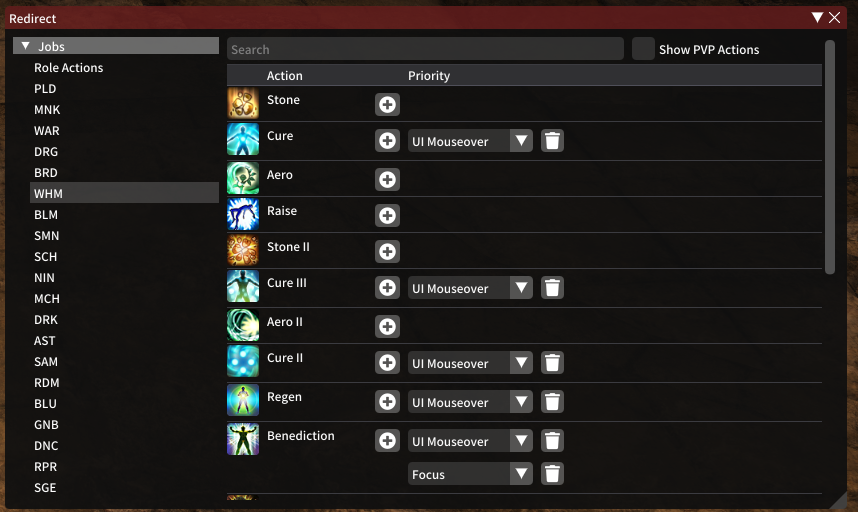 Redirect
Jobs
Role Actions
PLD
MNK
WAR
DRG
BRD
WHM
BLM
SMN
SCH
NIN
MCH
DRK
AST
SAM
RDM
BLU
GNB
DNC
RPR
SGE
Search
Show PVP Actions
Action Priority
Stone
Cure UI Mouseover
Aero
Raise
Stone II
Cure III UI Mouseover
Aero II
Cure II UI Mouseover
Regen UI Mouseover
Benediction UI Mouseover
Focus